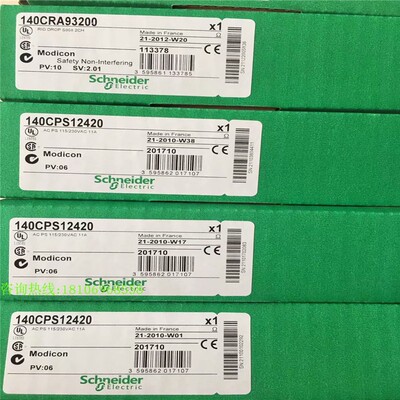 140CRA93200
x1
RIO DROP S908 2CH
Made in France
21-2012-W20
113378
Modicon
Safety Non-Interfering
PV:10 SV:2.01
3 595861 133785
Schneider
Electric
140CPS12420
x1
AC PS 115/230VAC 11A
Made in France
21-2010-W38
201710
Modicon
PV:06
3 595862 017107
Schneider
Electric
140CPS12420
x1
AC PS 115/230VAC 11A
Made in France
21-2010-W17
201710
Modicon
PV:06
3 595862 017107
Schneider
Electric
140CPS12420
x1
AC PS 115/230VAC 11A
Made in France
21-2010-W01
201710
Modicon
PV:06
3 595862 017107
Schneider
Electric